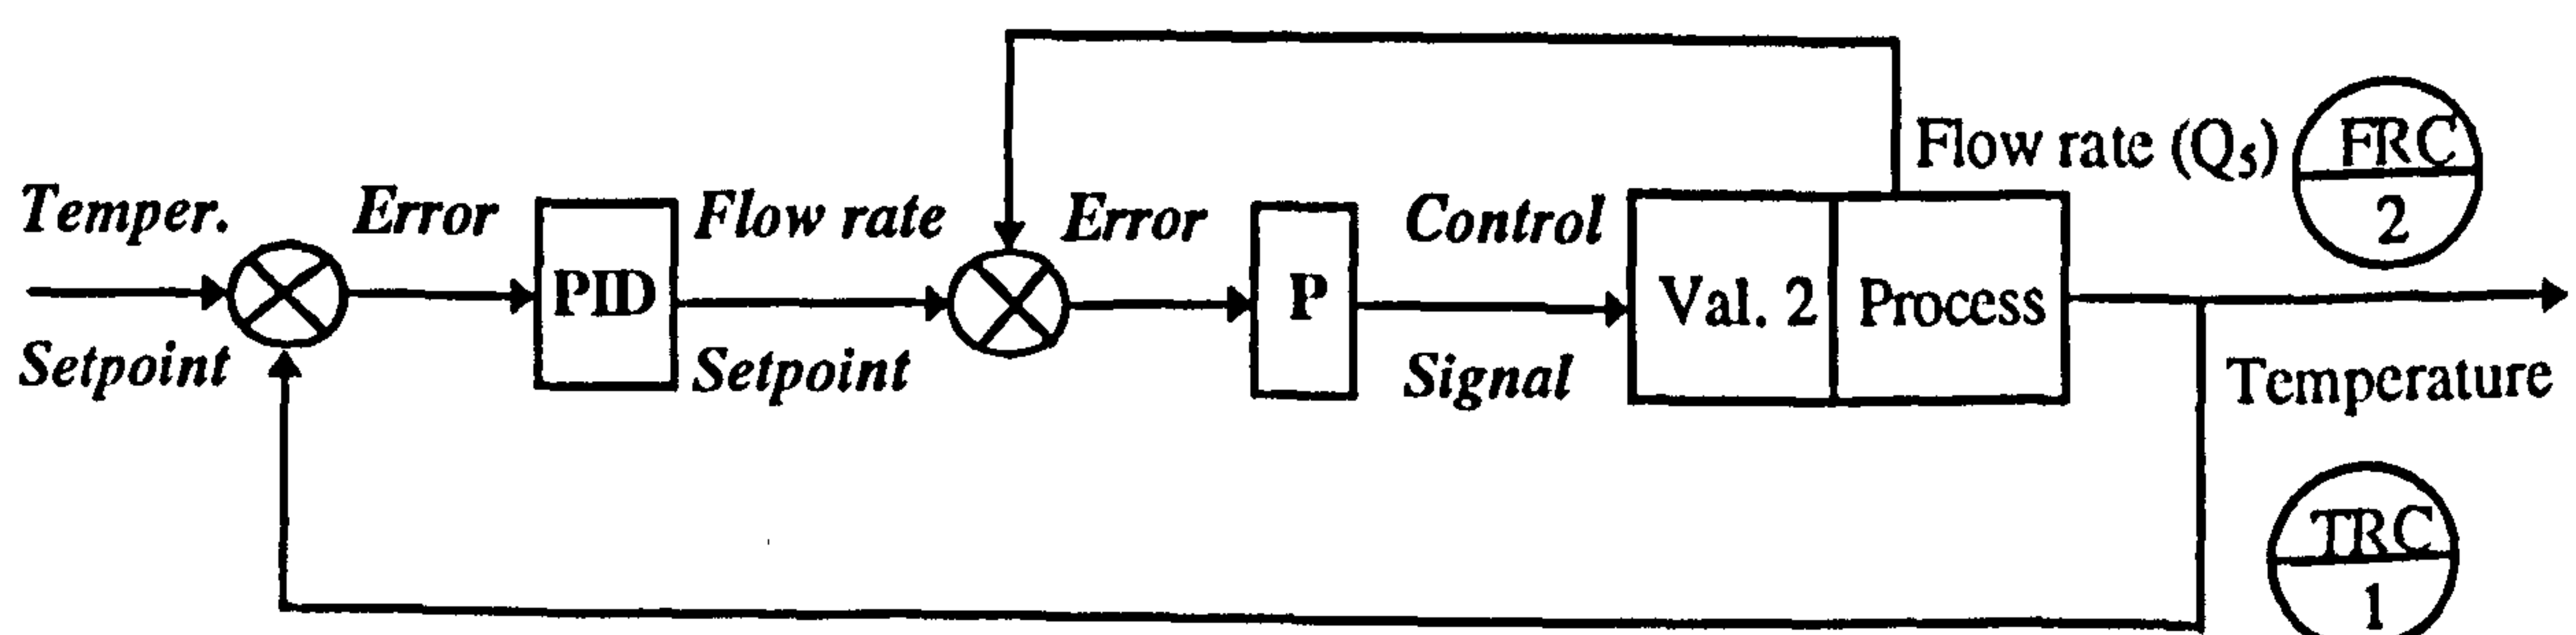 Temper.
Setpoint
Error
PID
Flow rate
Setpoint
Error
P
Control
Signal
Val. 2
Process
Flow rate (Q5)
FRC
2
Temperature
TRC
1